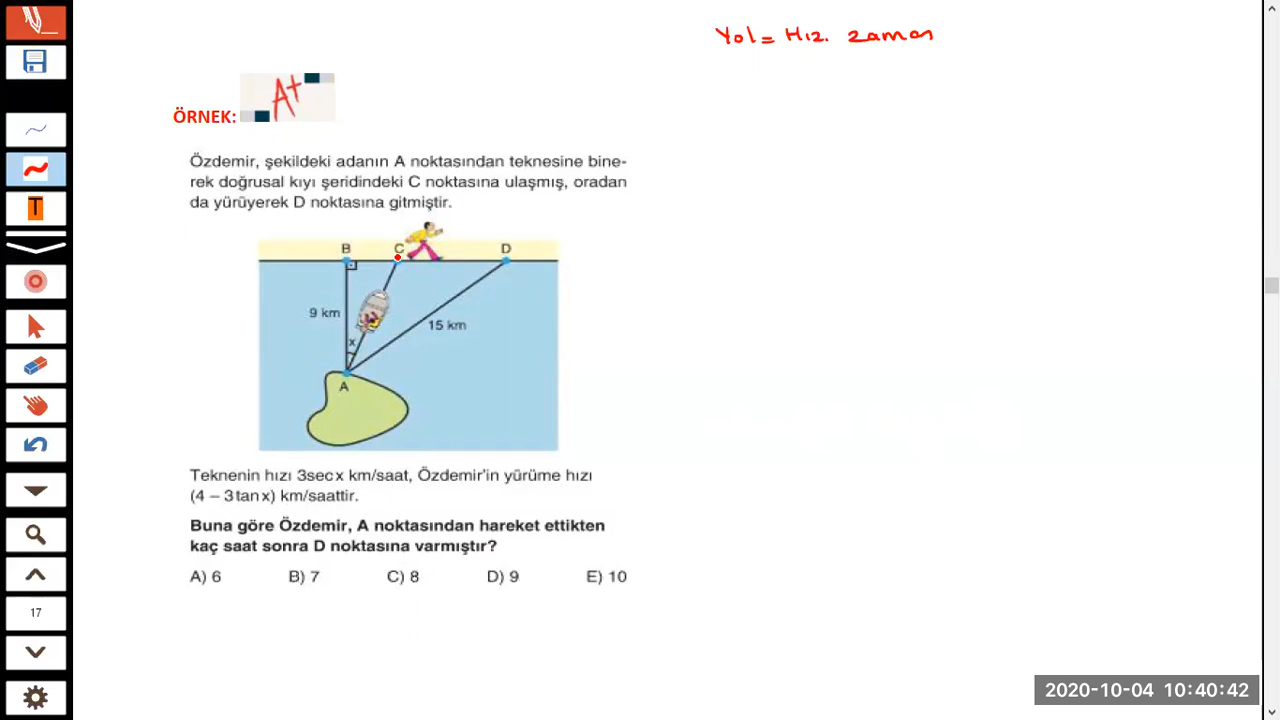 Yol = Hız. zaman
A+
ÖRNEK:
Özdemir, şekildeki adanın A noktasından teknesine bine-
rek doğrusal kıyı şeridindeki C noktasına ulaşmış, oradan
da yürüyerek D noktasına gitmiştir.
B C D
9 km
15 km
x
A
Teknenin hızı 3secx km/saat, Özdemir'in yürüme hızı
(4 – 3tanx) km/saattir.
Buna göre Özdemir, A noktasından hareket ettikten
kaç saat sonra D noktasına varmıştır?
A) 6 B) 7 C) 8 D) 9 E) 10
T
17
2020-10-04 10:40:42